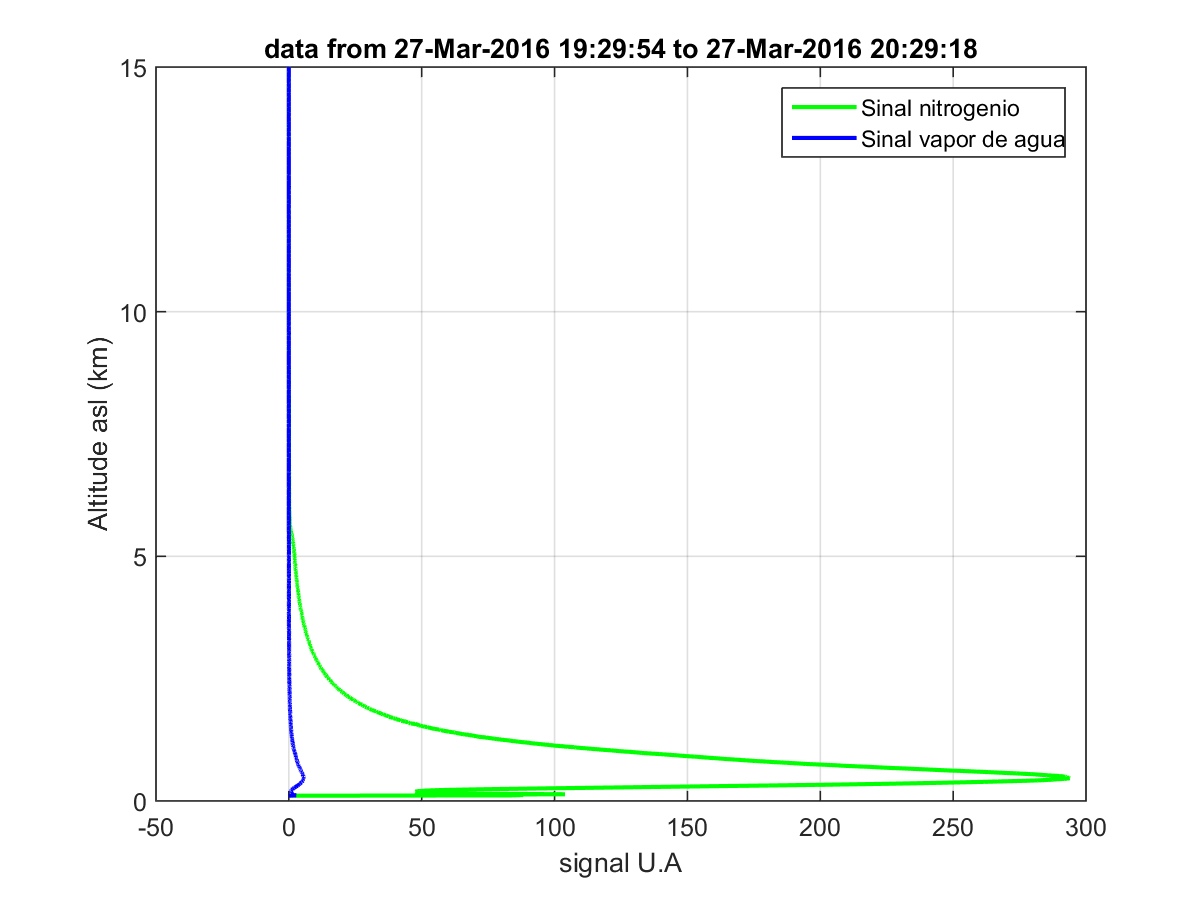 data from 27-Mar-2016 19:29:54 to 27-Mar-2016 20:29:18
Sinal nitrogenio
Sinal vapor de agua
15
10
5
0
Altitude asl (km)
-50 0 50 100 150 200 250 300
signal U.A